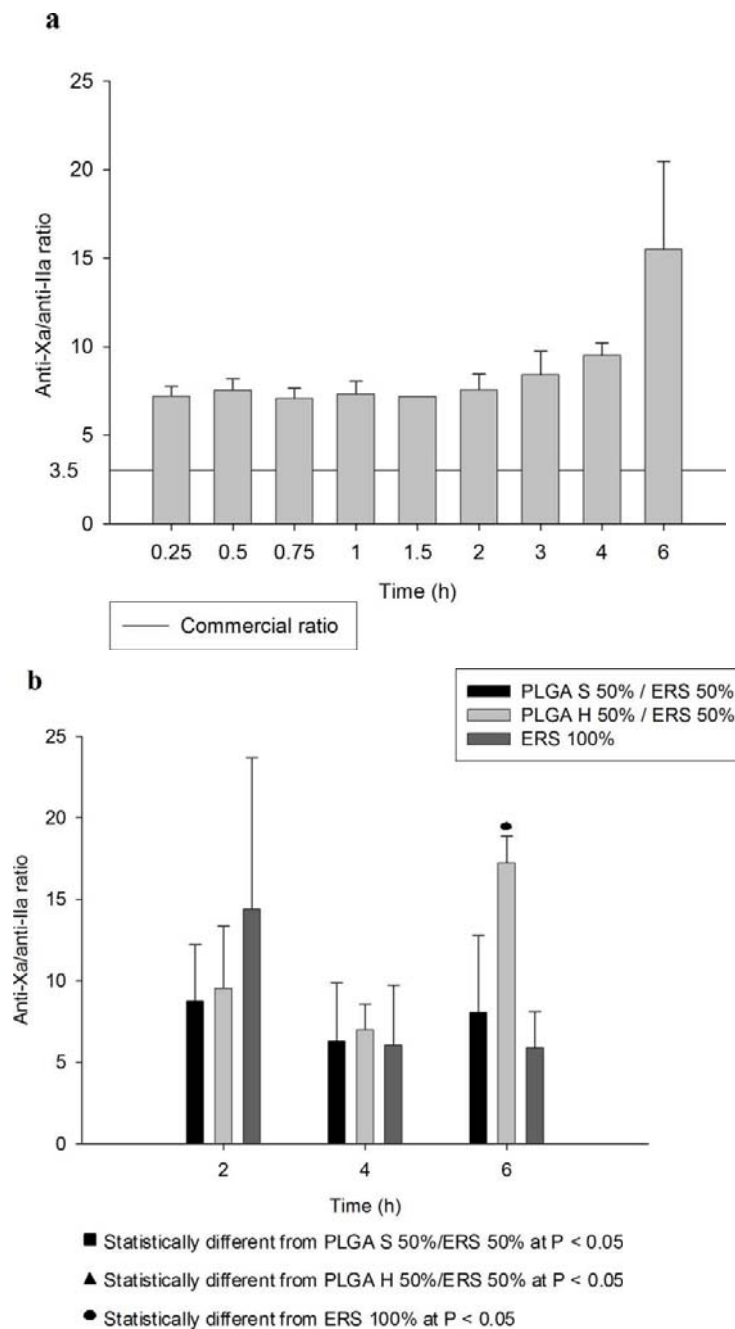 a
Anti-Xa/anti-IIa ratio
25
20
15
10
5
3.5
0
0.25 0.5 0.75 1 1.5 2 3 4 6
Time (h)
Commercial ratio
b
PLGA S 50% / ERS 50%
PLGA H 50% / ERS 50%
ERS 100%
Anti-Xa/anti-IIa ratio
25
20
15
10
5
0
2 4 6
Time (h)
■ Statistically different from PLGA S 50%/ERS 50% at P < 0.05
▲ Statistically different from PLGA H 50%/ERS 50% at P < 0.05
● Statistically different from ERS 100% at P < 0.05